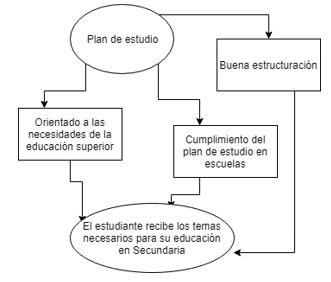 Plan de estudio
Buena estructuración
Orientado a las
necesidades de la
educación superior
Cumplimiento del
plan de estudio en
escuelas
El estudiante recibe los temas
necesarios para su educación
en Secundaria